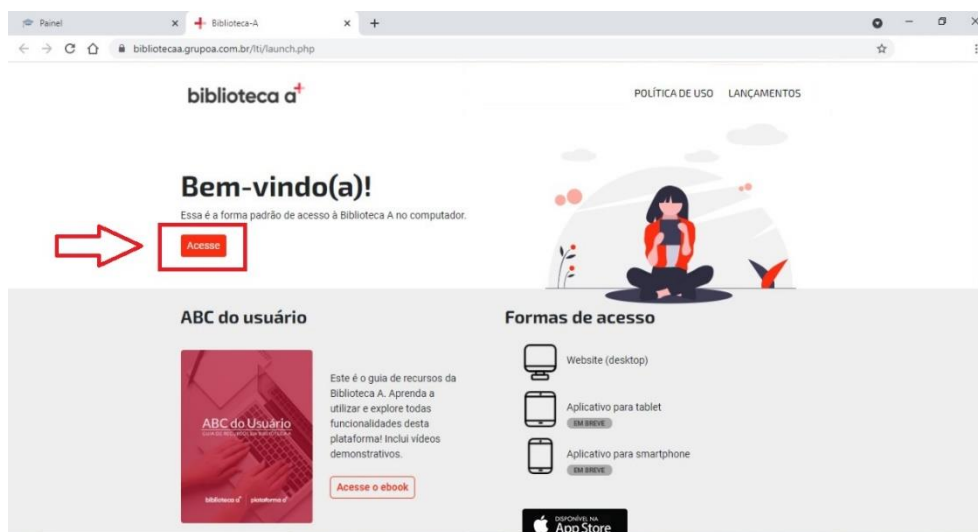 Painel
Biblioteca-A
bibliotecaa.grupoa.com.br/lti/launch.php
biblioteca a+
POLÍTICA DE USO LANÇAMENTOS
Bem-vindo(a)!
Essa é a forma padrão de acesso à Biblioteca A no computador.
Acesse
ABC do usuário
ABC do Usuário
biblioteca a+ plataforma a+
Este é o guia de recursos da
Biblioteca A. Aprenda a
utilizar e explore todas
funcionalidades desta
plataforma! Inclui vídeos
demonstrativos.
Acesse o ebook
Formas de acesso
Website (desktop)
Aplicativo para tablet
EM BREVE
Aplicativo para smartphone
EM BREVE
DISPONÍVEL NA
App Store